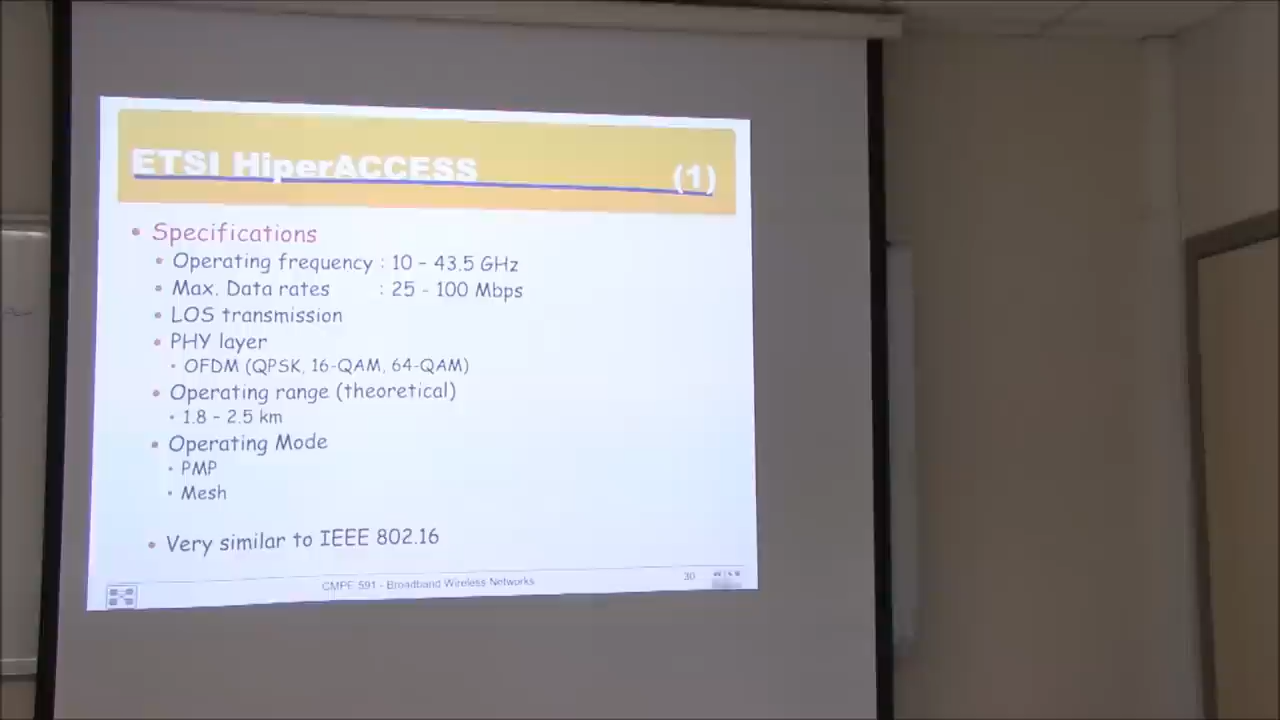 ETSI HiperACCESS (1)
• Specifications
• Operating frequency : 10 – 43.5 GHz
• Max. Data rates : 25 - 100 Mbps
• LOS transmission
• PHY layer
• OFDM (QPSK, 16-QAM, 64-QAM)
• Operating range (theoretical)
• 1.8 – 2.5 km
• Operating Mode
• PMP
• Mesh
• Very similar to IEEE 802.16
CMPE 591 - Broadband Wireless Networks 30